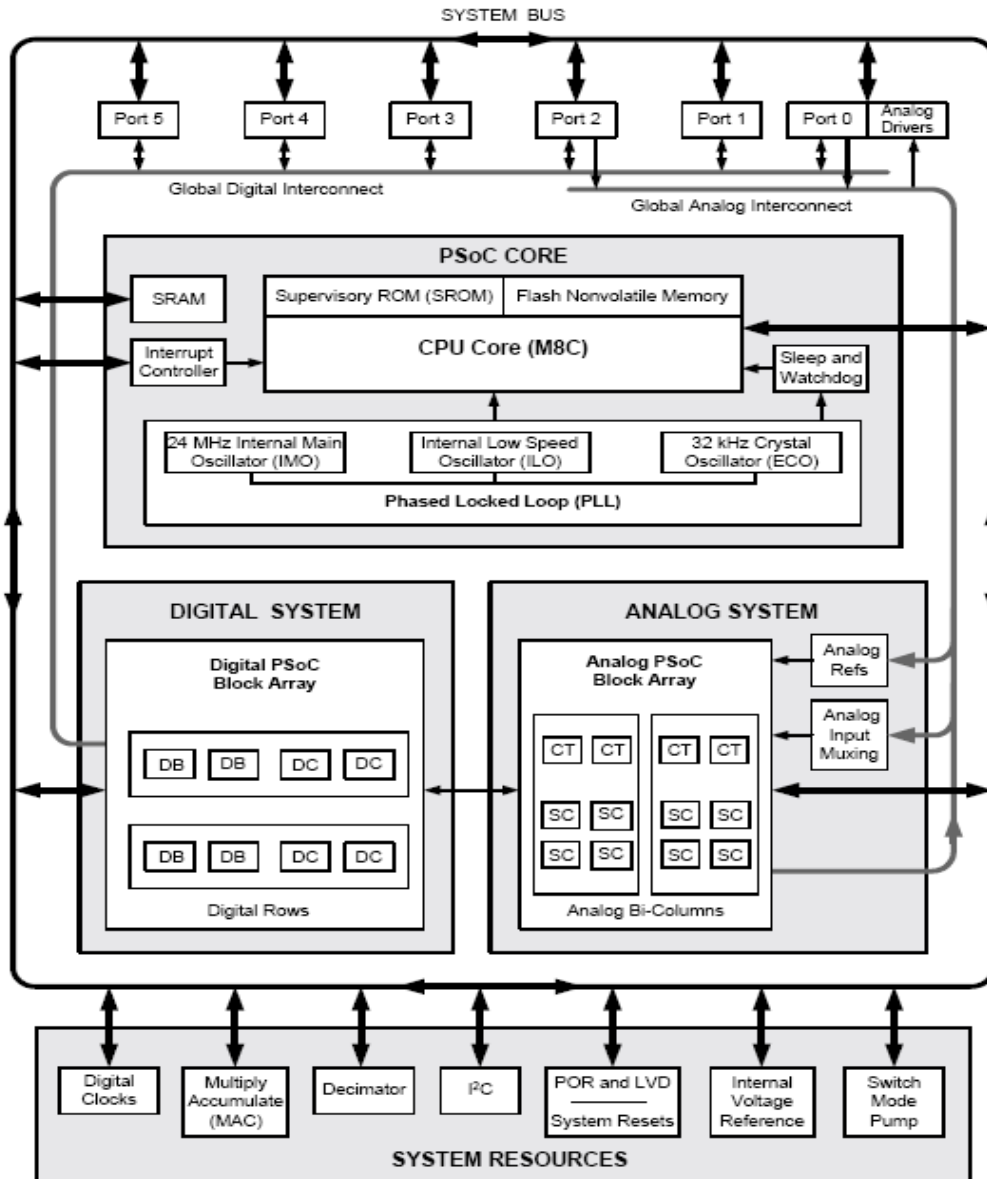 SYSTEM BUS
Port 5
Port 4
Port 3
Port 2
Port 1
Port 0
Analog
Drivers
Global Digital Interconnect
Global Analog Interconnect
PSoC CORE
SRAM
Supervisory ROM (SROM)
Flash Nonvolatile Memory
CPU Core (M8C)
Interrupt
Controller
Sleep and
Watchdog
24 MHz Internal Main
Oscillator (IMO)
Internal Low Speed
Oscillator (ILO)
32 kHz Crystal
Oscillator (ECO)
Phased Locked Loop (PLL)
DIGITAL SYSTEM
Digital PSoC
Block Array
DB DB DC DC
DB DB DC DC
Digital Rows
ANALOG SYSTEM
Analog PSoC
Block Array
CT CT CT CT
SC SC SC SC
SC SC SC SC
Analog Bi-Columns
Analog
Refs
Analog
Input
Muxing
Digital
Clocks
Multiply
Accumulate
(MAC)
Decimator
I²C
POR and LVD
System Resets
Internal
Voltage
Reference
Switch
Mode
Pump
SYSTEM RESOURCES